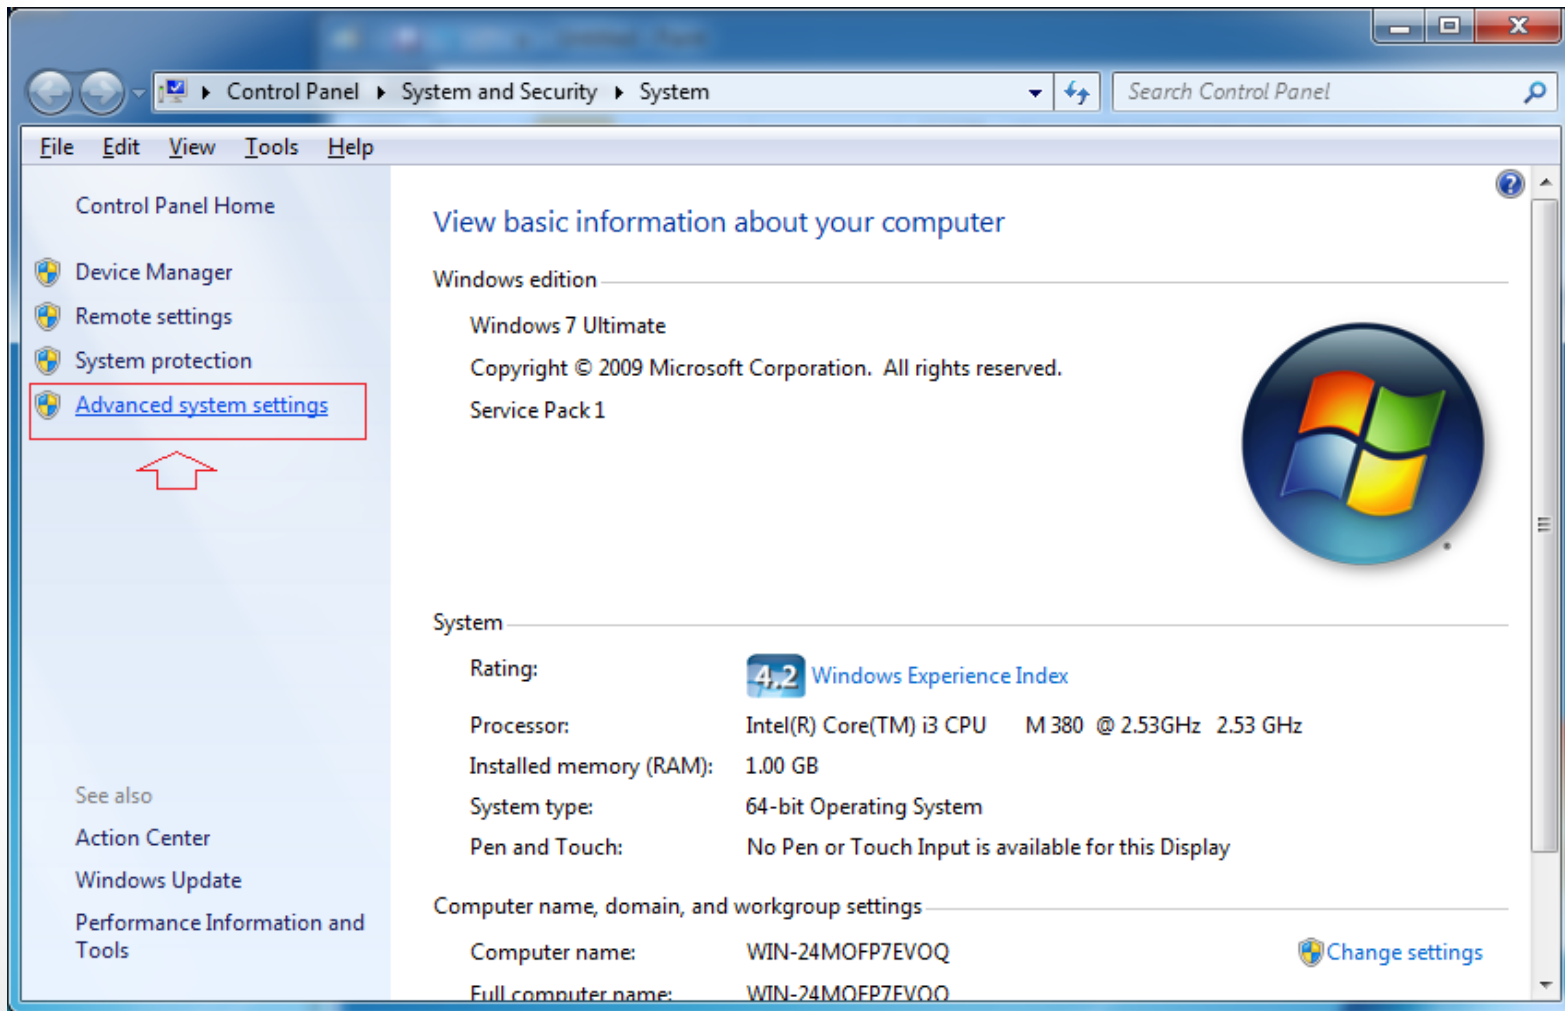 Control Panel ▸ System and Security ▸ System
Search Control Panel
File Edit View Tools Help
Control Panel Home
Device Manager
Remote settings
System protection
Advanced system settings
See also
Action Center
Windows Update
Performance Information and
Tools
View basic information about your computer
Windows edition
Windows 7 Ultimate
Copyright © 2009 Microsoft Corporation. All rights reserved.
Service Pack 1
System
Rating: 4.2 Windows Experience Index
Processor: Intel(R) Core(TM) i3 CPU M 380 @ 2.53GHz 2.53 GHz
Installed memory (RAM): 1.00 GB
System type: 64-bit Operating System
Pen and Touch: No Pen or Touch Input is available for this Display
Computer name, domain, and workgroup settings
Computer name: WIN-24MOFP7EVOQ Change settings
Full computer name: WIN-24MOFP7EVOQ